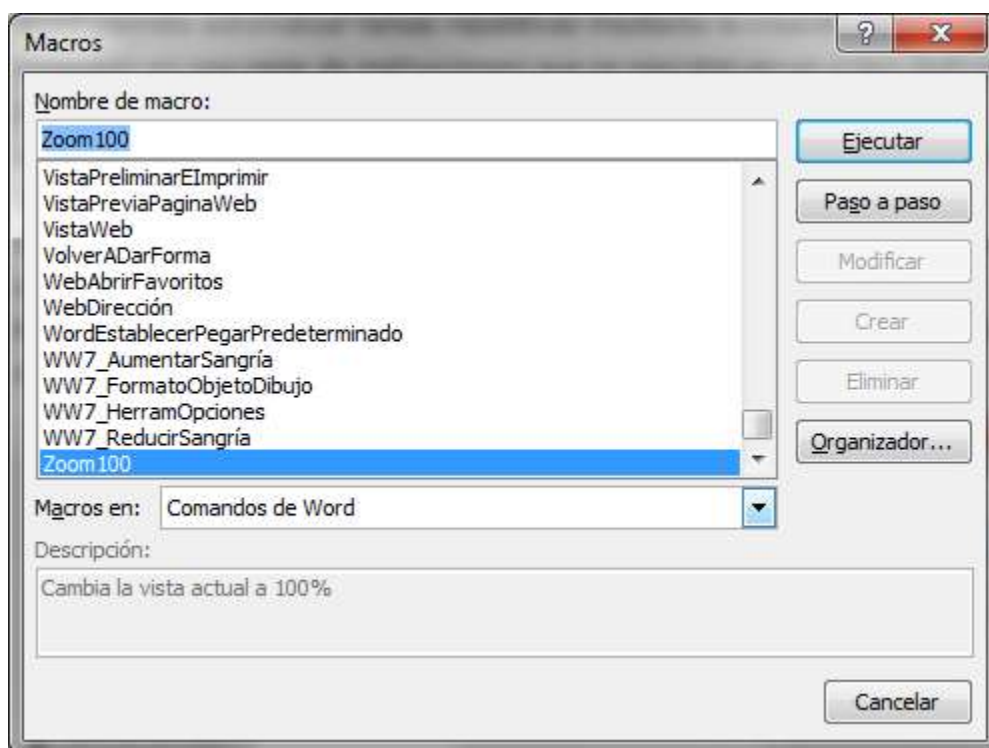 Macros
Nombre de macro:
Zoom100
Ejecutar
VistaPreliminarEImprimir
VistaPreviaPaginaWeb
VistaWeb
VolverADarForma
WebAbrirFavoritos
WebDirección
WordEstablecerPegarPredeterminado
WW7_AumentarSangría
WW7_FormatoObjetoDibujo
WW7_HerramOpciones
WW7_ReducirSangría
Zoom100
Paso a paso
Modificar
Crear
Eliminar
Organizador...
Macros en: Comandos de Word
Descripción:
Cambia la vista actual a 100%
Cancelar